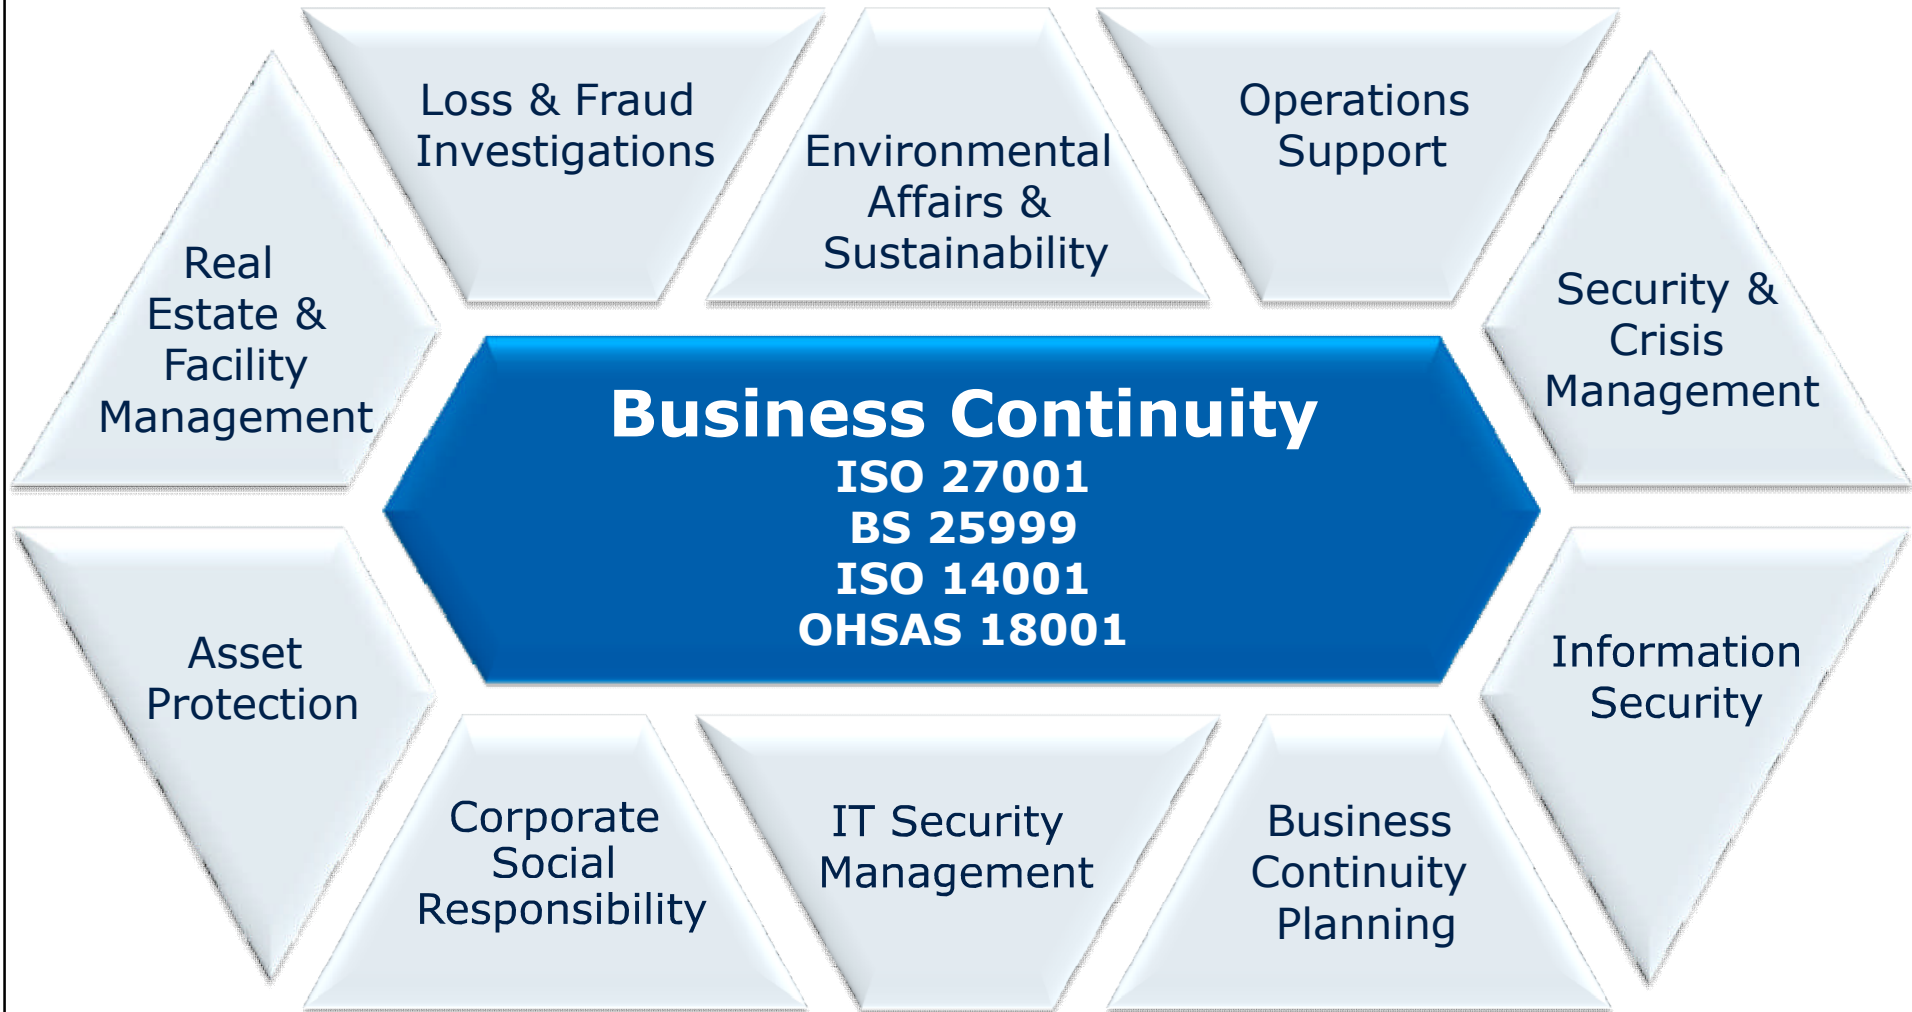 Loss & Fraud
Investigations
Environmental
Affairs &
Sustainability
Operations
Support
Real
Estate &
Facility
Management
Security &
Crisis
Management
Business Continuity
ISO 27001
BS 25999
ISO 14001
OHSAS 18001
Asset
Protection
Information
Security
Corporate
Social
Responsibility
IT Security
Management
Business
Continuity
Planning